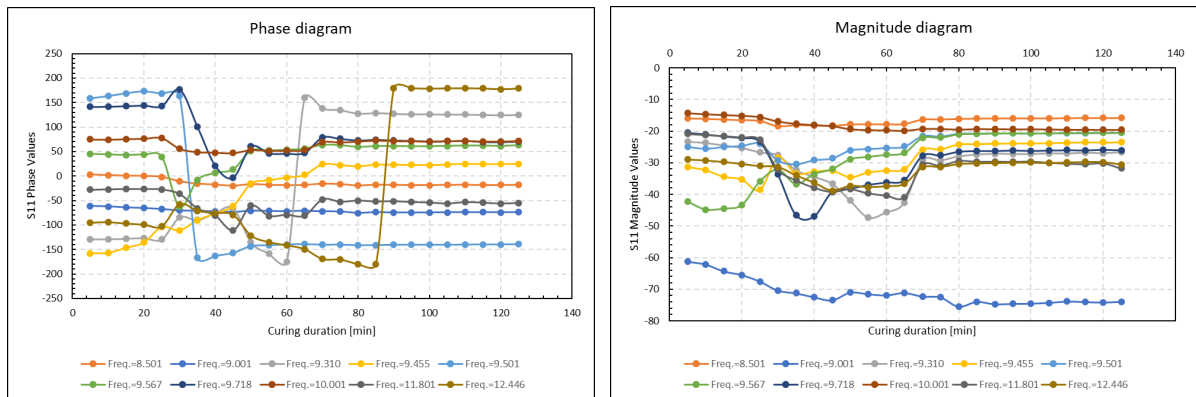 Phase diagram
250
200
150
100
50
0
-50
-100
-150
-200
-250
S11 Phase Values
0 20 40 60 80 100 120 140
Curing duration [min]
Freq.=8.501 Freq.=9.001 Freq.=9.310 Freq.=9.455 Freq.=9.501
Freq.=9.567 Freq.=9.718 Freq.=10.001 Freq.=11.801 Freq.=12.446
Magnitude diagram
0 20 40 60 80 100 120 140
0
-10
-20
-30
-40
-50
-60
-70
-80
S11 Magnitude Values
Curing duration [min]
Freq.=8.501 Freq.=9.001 Freq.=9.310 Freq.=9.455 Freq.=9.501
Freq.=9.567 Freq.=9.718 Freq.=10.001 Freq.=11.801 Freq.=12.446